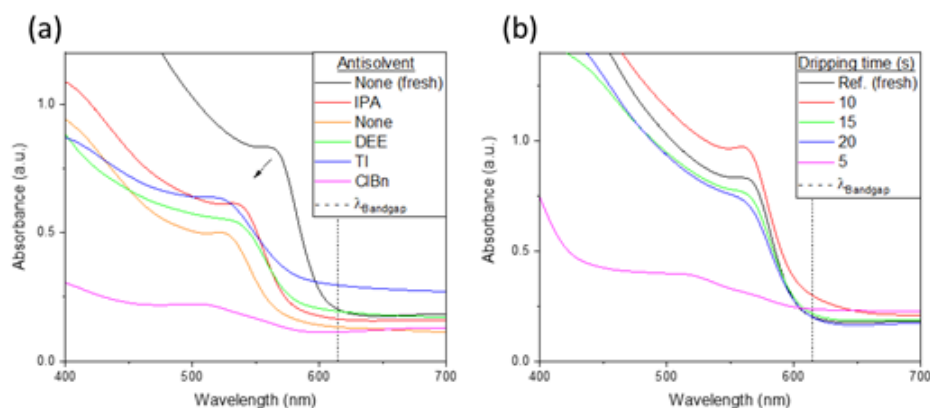 (a)
Absorbance (a.u.)
1.0
0.5
0.0
400
500
600
700
Wavelength (nm)
Antisolvent
None (fresh)
IPA
None
DEE
TI
ClBn
λBandgap
(b)
Absorbance (a.u.)
1.0
0.5
0.0
400
500
600
700
Wavelength (nm)
Dripping time (s)
Ref. (fresh)
10
15
20
5
λBandgap